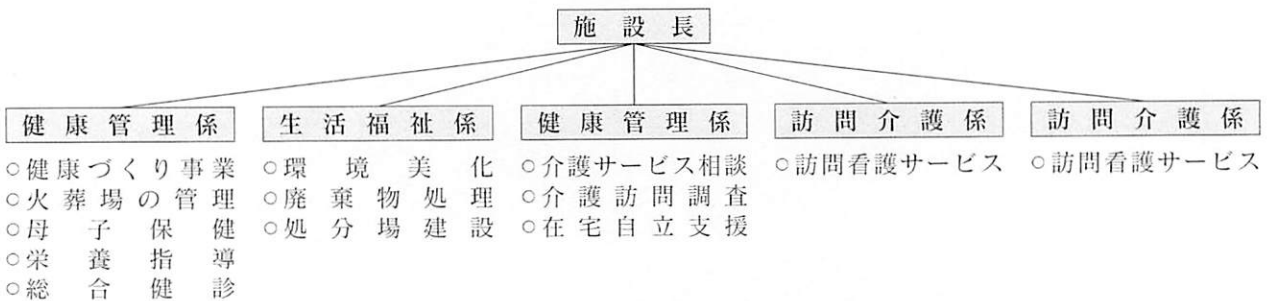 施設長
健康管理係
○健康づくり事業
○火葬場の管理
○母子保健
○栄養指導
○総合健診
生活福祉係
○環境美化
○廃棄物処理
○処分場建設
健康管理係
○介護サービス相談
○介護訪問調査
○在宅自立支援
訪問介護係
○訪問看護サービス
訪問介護係
○訪問看護サービス